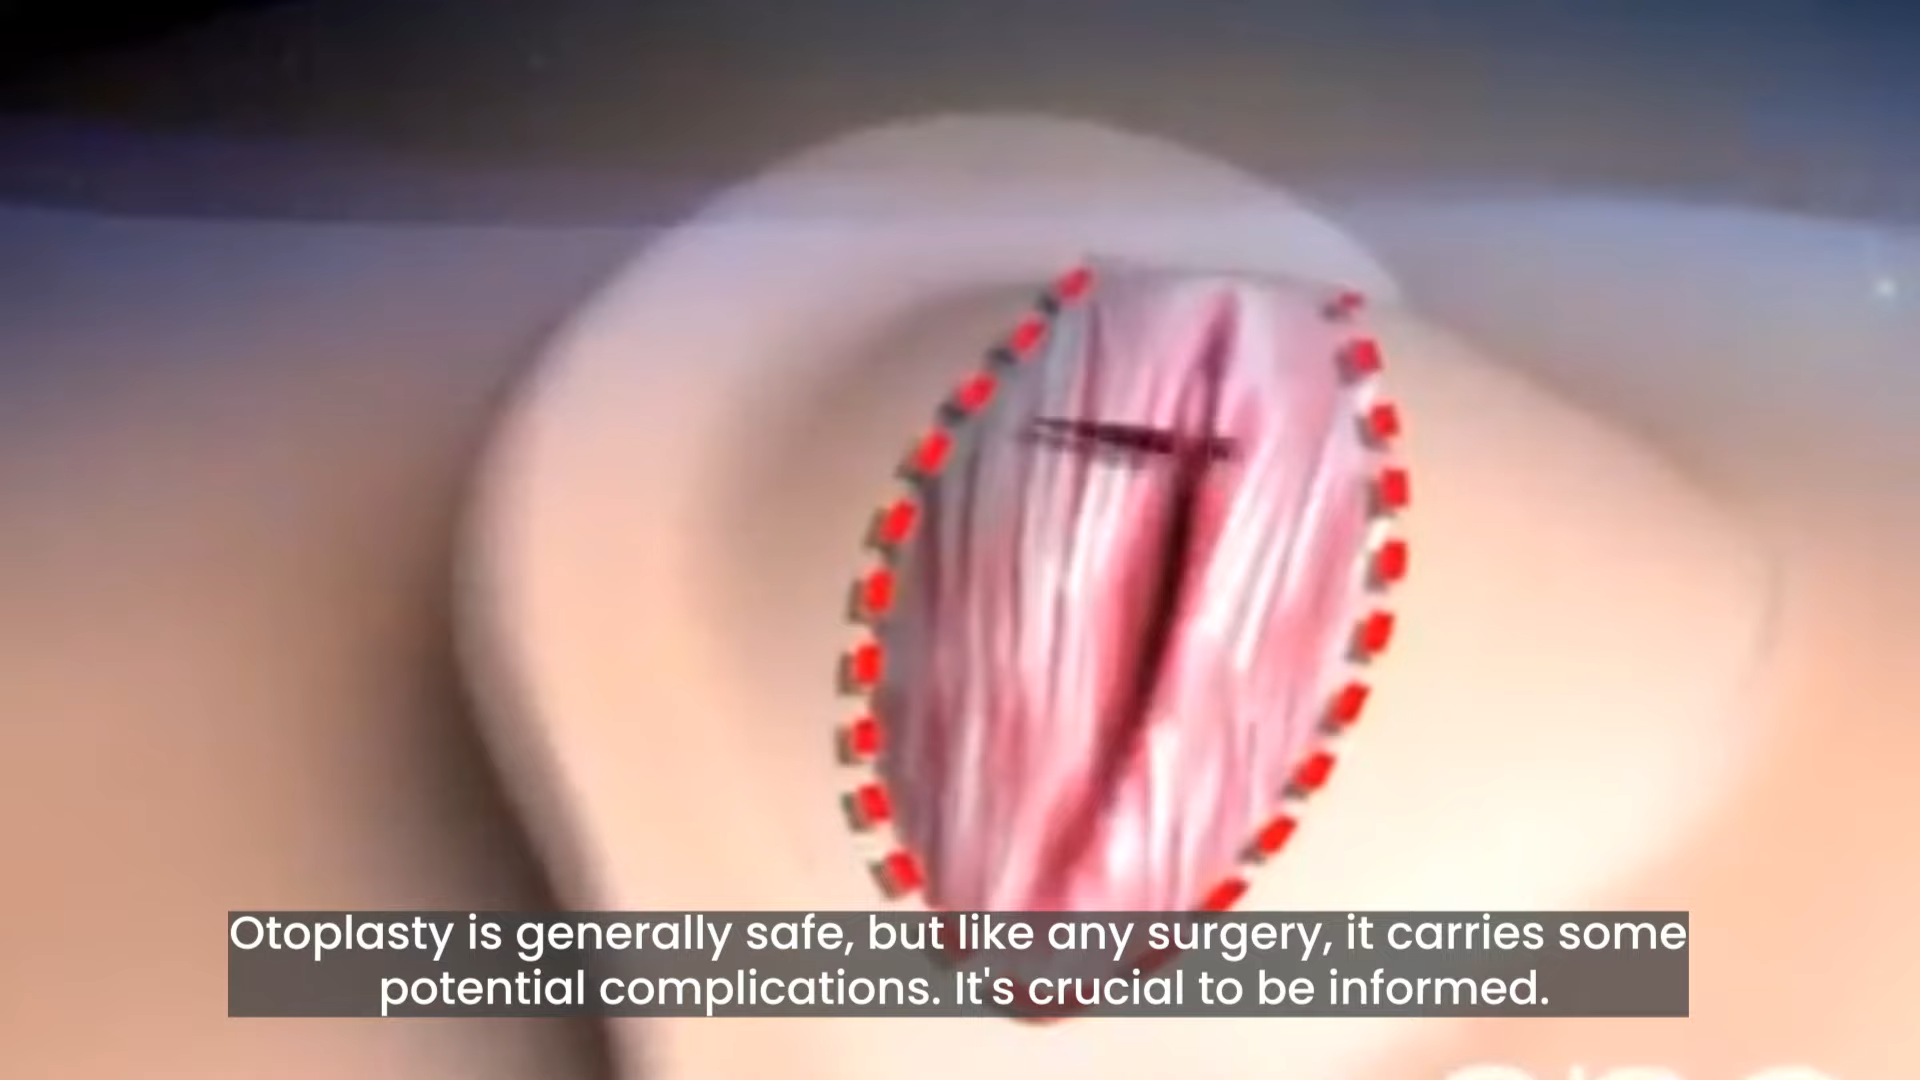 Otoplasty is generally safe, but like any surgery, it carries some
potential complications. It's crucial to be informed.